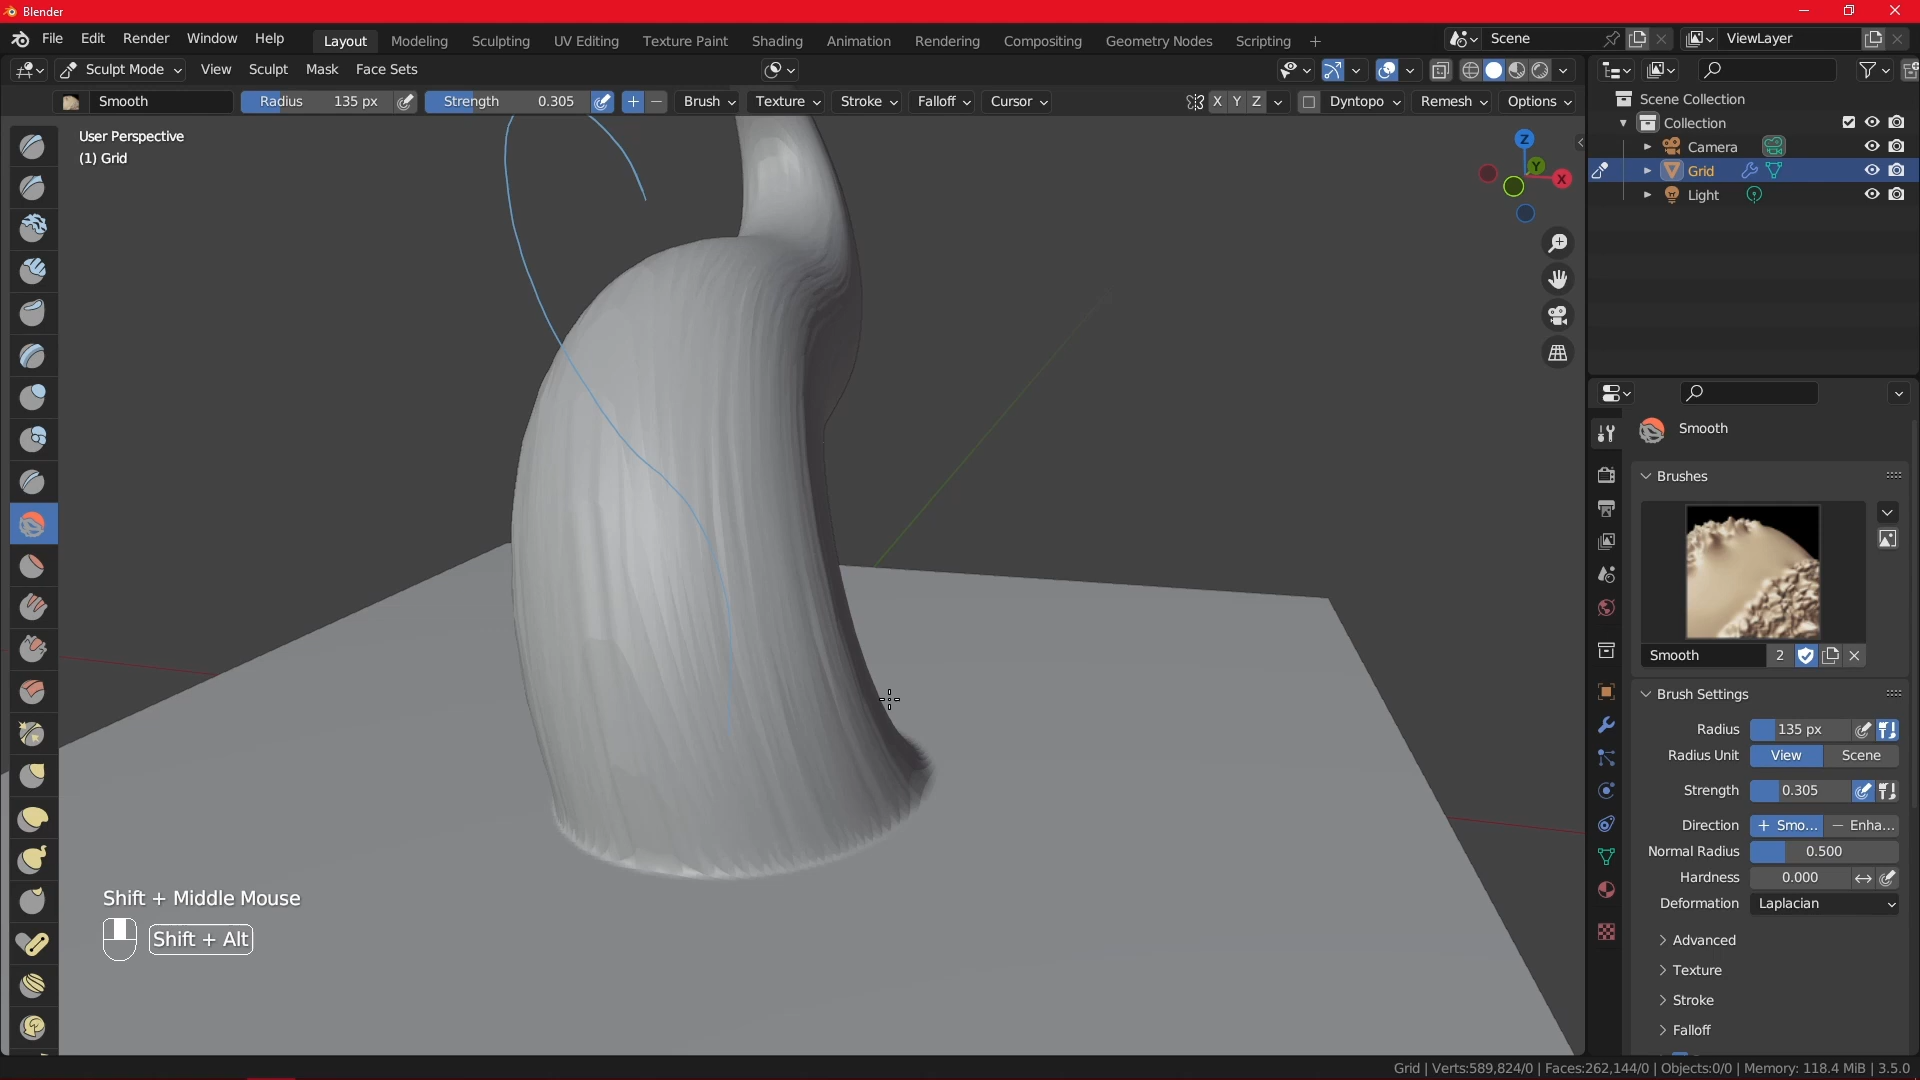 Blender
File Edit Render Window Help
Layout Modeling Sculpting UV Editing Texture Paint Shading Animation Rendering Compositing Geometry Nodes Scripting +
Scene
ViewLayer
Sculpt Mode View Sculpt Mask Face Sets
Smooth Radius 135 px Strength 0.305 Brush Texture Stroke Falloff Cursor X Y Z Dyntopo Remesh Options
User Perspective
(1) Grid
Z
Y
X
Scene Collection
Collection
Camera
Grid
Light
Smooth
Brushes
Smooth 2
Brush Settings
Radius 135 px
Radius Unit View Scene
Strength 0.305
Direction + Smo... − Enha...
Normal Radius 0.500
Hardness 0.000
Deformation Laplacian
Advanced
Texture
Stroke
Falloff
Shift + Middle Mouse
Shift + Alt
Grid | Verts:589,824/0 | Faces:262,144/0 | Objects:0/0 | Memory: 118.4 MiB | 3.5.0